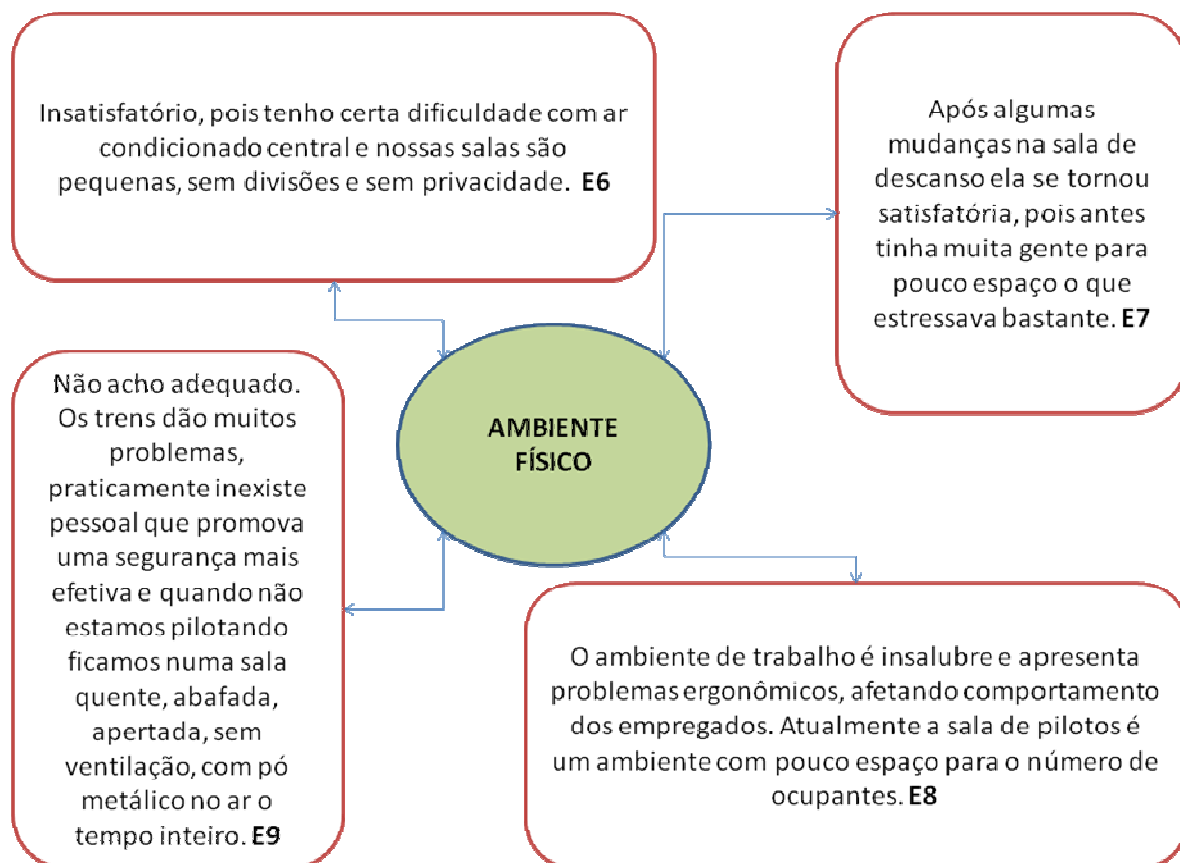 Insatisfatório, pois tenho certa dificuldade com ar
condicionado central e nossas salas são
pequenas, sem divisões e sem privacidade. E6
Após algumas
mudanças na sala de
descanso ela se tornou
satisfatória, pois antes
tinha muita gente para
pouco espaço o que
estressava bastante. E7
AMBIENTE
FÍSICO
Não acho adequado.
Os trens dão muitos
problemas,
praticamente inexiste
pessoal que promova
uma segurança mais
efetiva e quando não
estamos pilotando
ficamos numa sala
quente, abafada,
apertada, sem
ventilação, com pó
metálico no ar o
tempo inteiro. E9
O ambiente de trabalho é insalubre e apresenta
problemas ergonômicos, afetando comportamento
dos empregados. Atualmente a sala de pilotos é
um ambiente com pouco espaço para o número de
ocupantes. E8